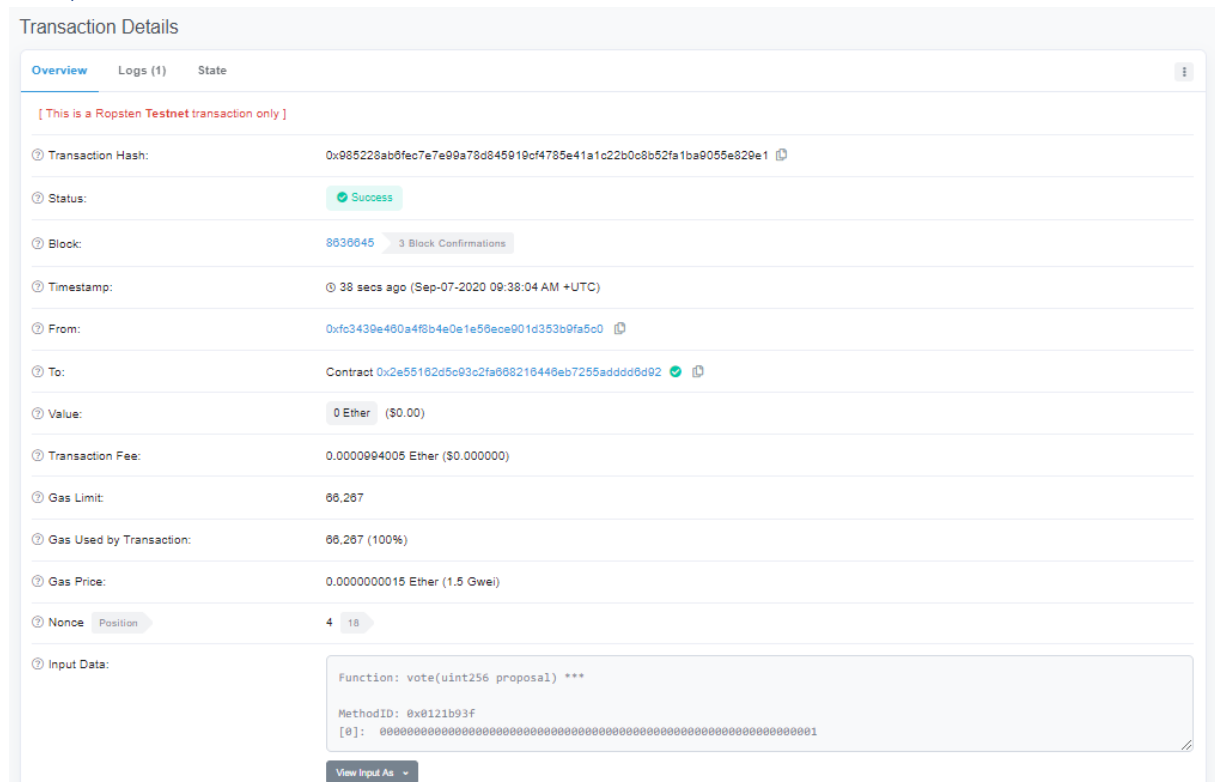 Transaction Details
Overview Logs (1) State
[ This is a Ropsten Testnet transaction only ]
Transaction Hash: 0x985228ab6fec7e7e99a78d845919cf4785e41a1c22b0c8b52fa1ba9055e829e1
Status: Success
Block: 8636645 3 Block Confirmations
Timestamp: 38 secs ago (Sep-07-2020 09:38:04 AM +UTC)
From: 0xfc3439e460a4f8b4e0e1e56ece901d353b9fa5c0
To: Contract 0x2e55162d5c93c2fa668216446eb7255adddd6d92
Value: 0 Ether ($0.00)
Transaction Fee: 0.0000994005 Ether ($0.000000)
Gas Limit: 66,267
Gas Used by Transaction: 66,267 (100%)
Gas Price: 0.0000000015 Ether (1.5 Gwei)
Nonce Position 4 18
Input Data:
Function: vote(uint256 proposal) ***
MethodID: 0x0121b93f
[0]: 0000000000000000000000000000000000000000000000000000000000000001
View Input As